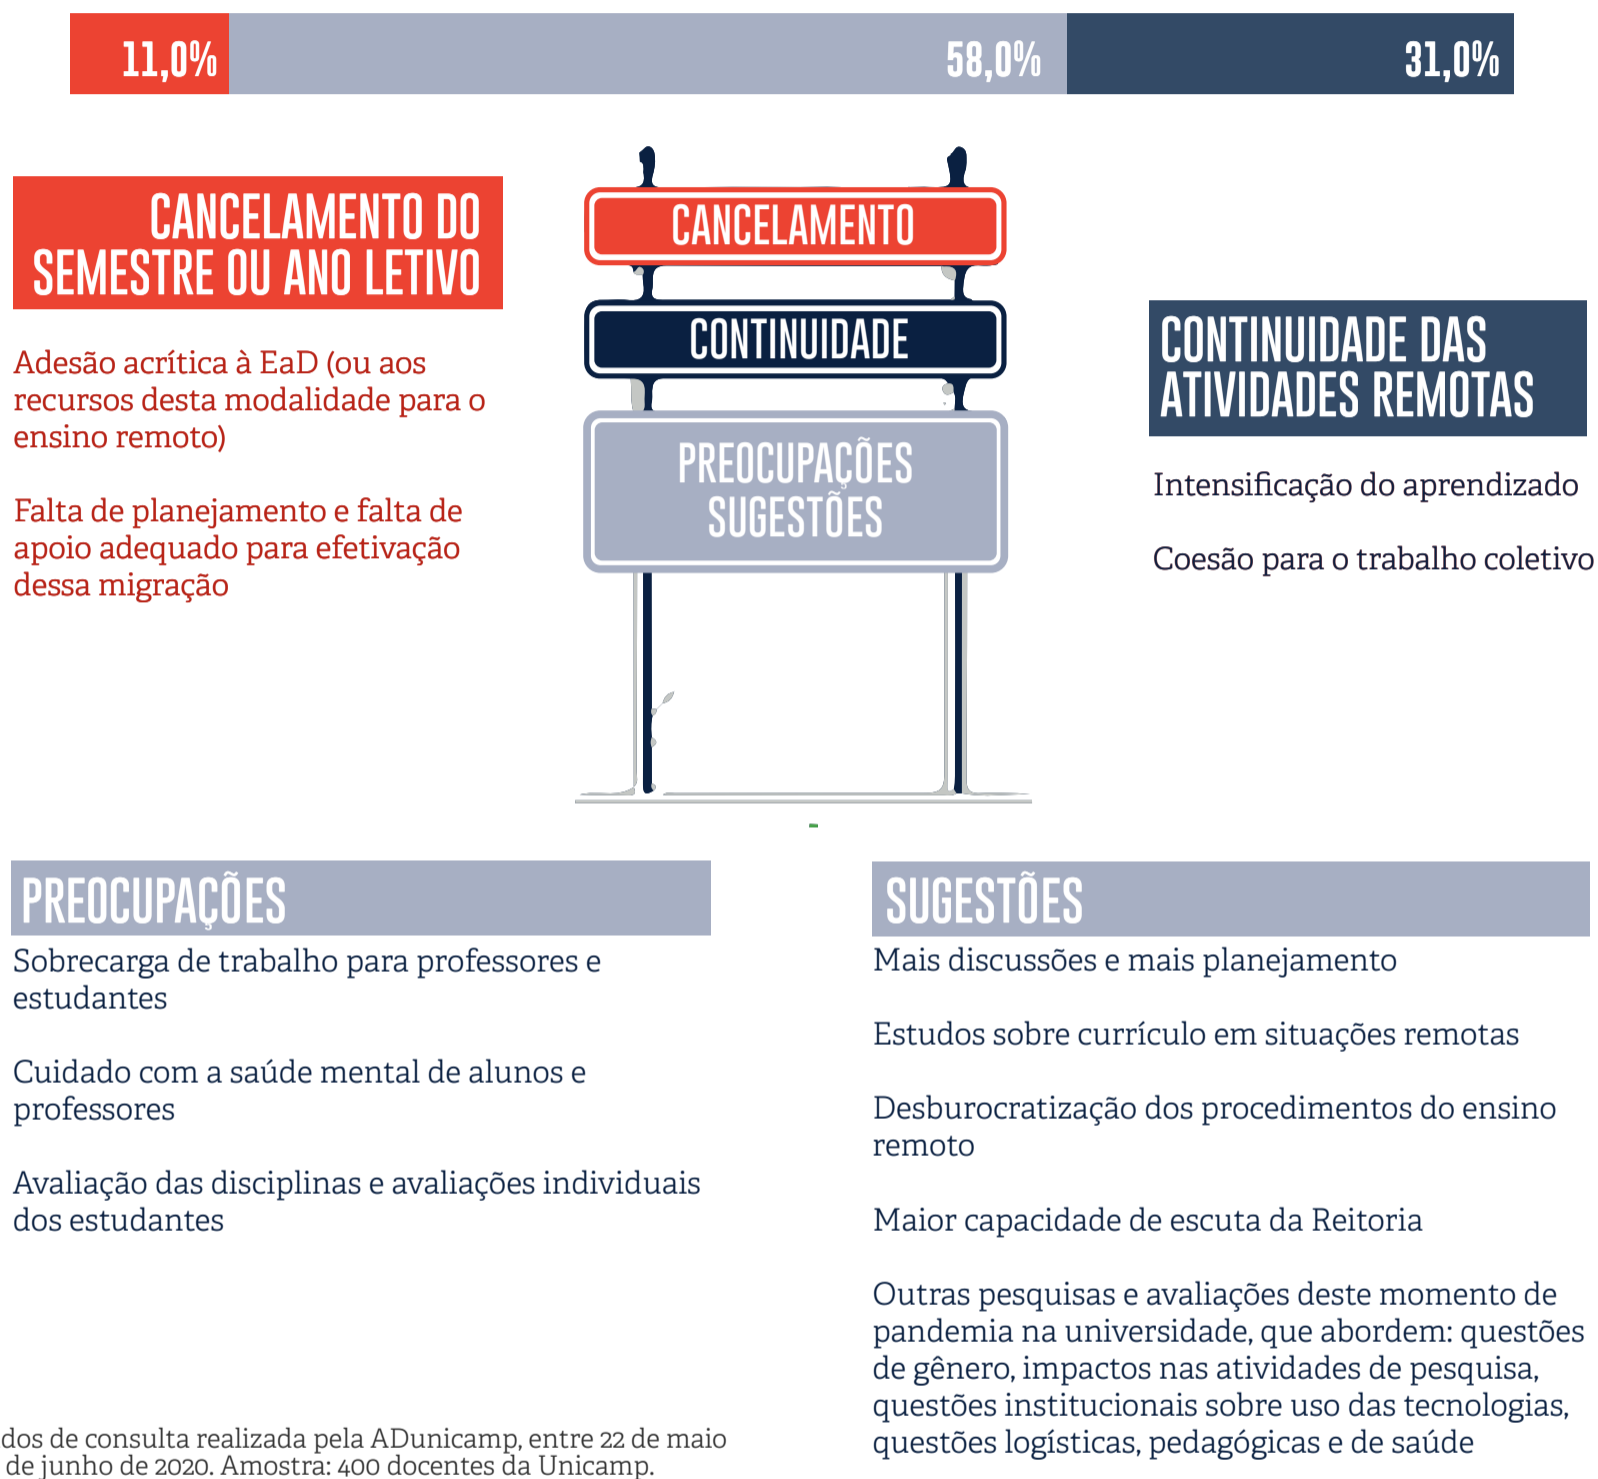 11,0%
58,0%
31,0%
CANCELAMENTO DO
SEMESTRE OU ANO LETIVO
Adesão acrítica à EaD (ou aos
recursos desta modalidade para o
ensino remoto)
Falta de planejamento e falta de
apoio adequado para efetivação
dessa migração
CANCELAMENTO
CONTINUIDADE
PREOCUPAÇÕES
SUGESTÕES
CONTINUIDADE DAS
ATIVIDADES REMOTAS
Intensificação do aprendizado
Coesão para o trabalho coletivo
PREOCUPAÇÕES
Sobrecarga de trabalho para professores e
estudantes
Cuidado com a saúde mental de alunos e
professores
Avaliação das disciplinas e avaliações individuais
dos estudantes
SUGESTÕES
Mais discussões e mais planejamento
Estudos sobre currículo em situações remotas
Desburocratização dos procedimentos do ensino
remoto
Maior capacidade de escuta da Reitoria
Outras pesquisas e avaliações deste momento de
pandemia na universidade, que abordem: questões
de gênero, impactos nas atividades de pesquisa,
questões institucionais sobre uso das tecnologias,
questões logísticas, pedagógicas e de saúde
dos de consulta realizada pela ADunicamp, entre 22 de maio
de junho de 2020. Amostra: 400 docentes da Unicamp.